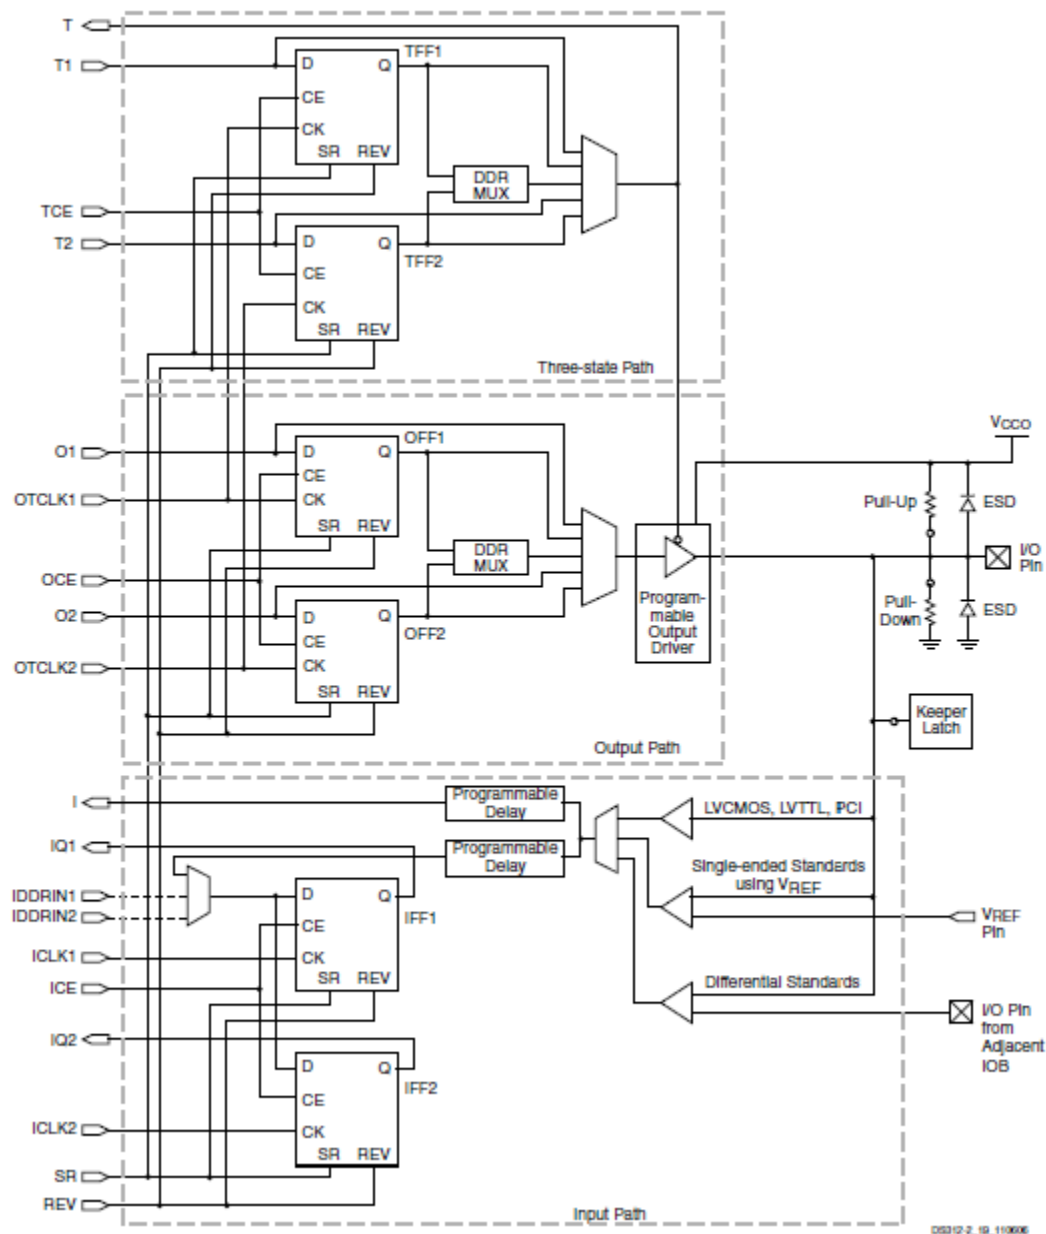 T
T1
D Q TFF1
CE
CK
SR REV
DDR
MUX
TCE
T2
D Q
TFF2
CE
CK
SR REV
Three-state Path
O1
D Q OFF1
CE
OTCLK1
CK
SR REV
DDR
MUX
OCE
O2
D Q
OFF2
CE
OTCLK2
CK
SR REV
Output Path
Program-
mable
Output
Driver
VCCO
Pull-Up
ESD
I/O
Pin
Pull-
Down
ESD
Keeper
Latch
I
Programmable
Delay
LVCMOS, LVTTL, PCI
IQ1
Programmable
Delay
Single-ended Standards
using VREF
IDDRIN1
IDDRIN2
D Q
IFF1
CE
VREF
Pin
ICLK1
CK
ICE
SR REV
Differential Standards
I/O Pin
from
Adjacent
IOB
IQ2
D Q
IFF2
CE
ICLK2
CK
SR REV
SR
REV
Input Path
DS312-2_19_110606